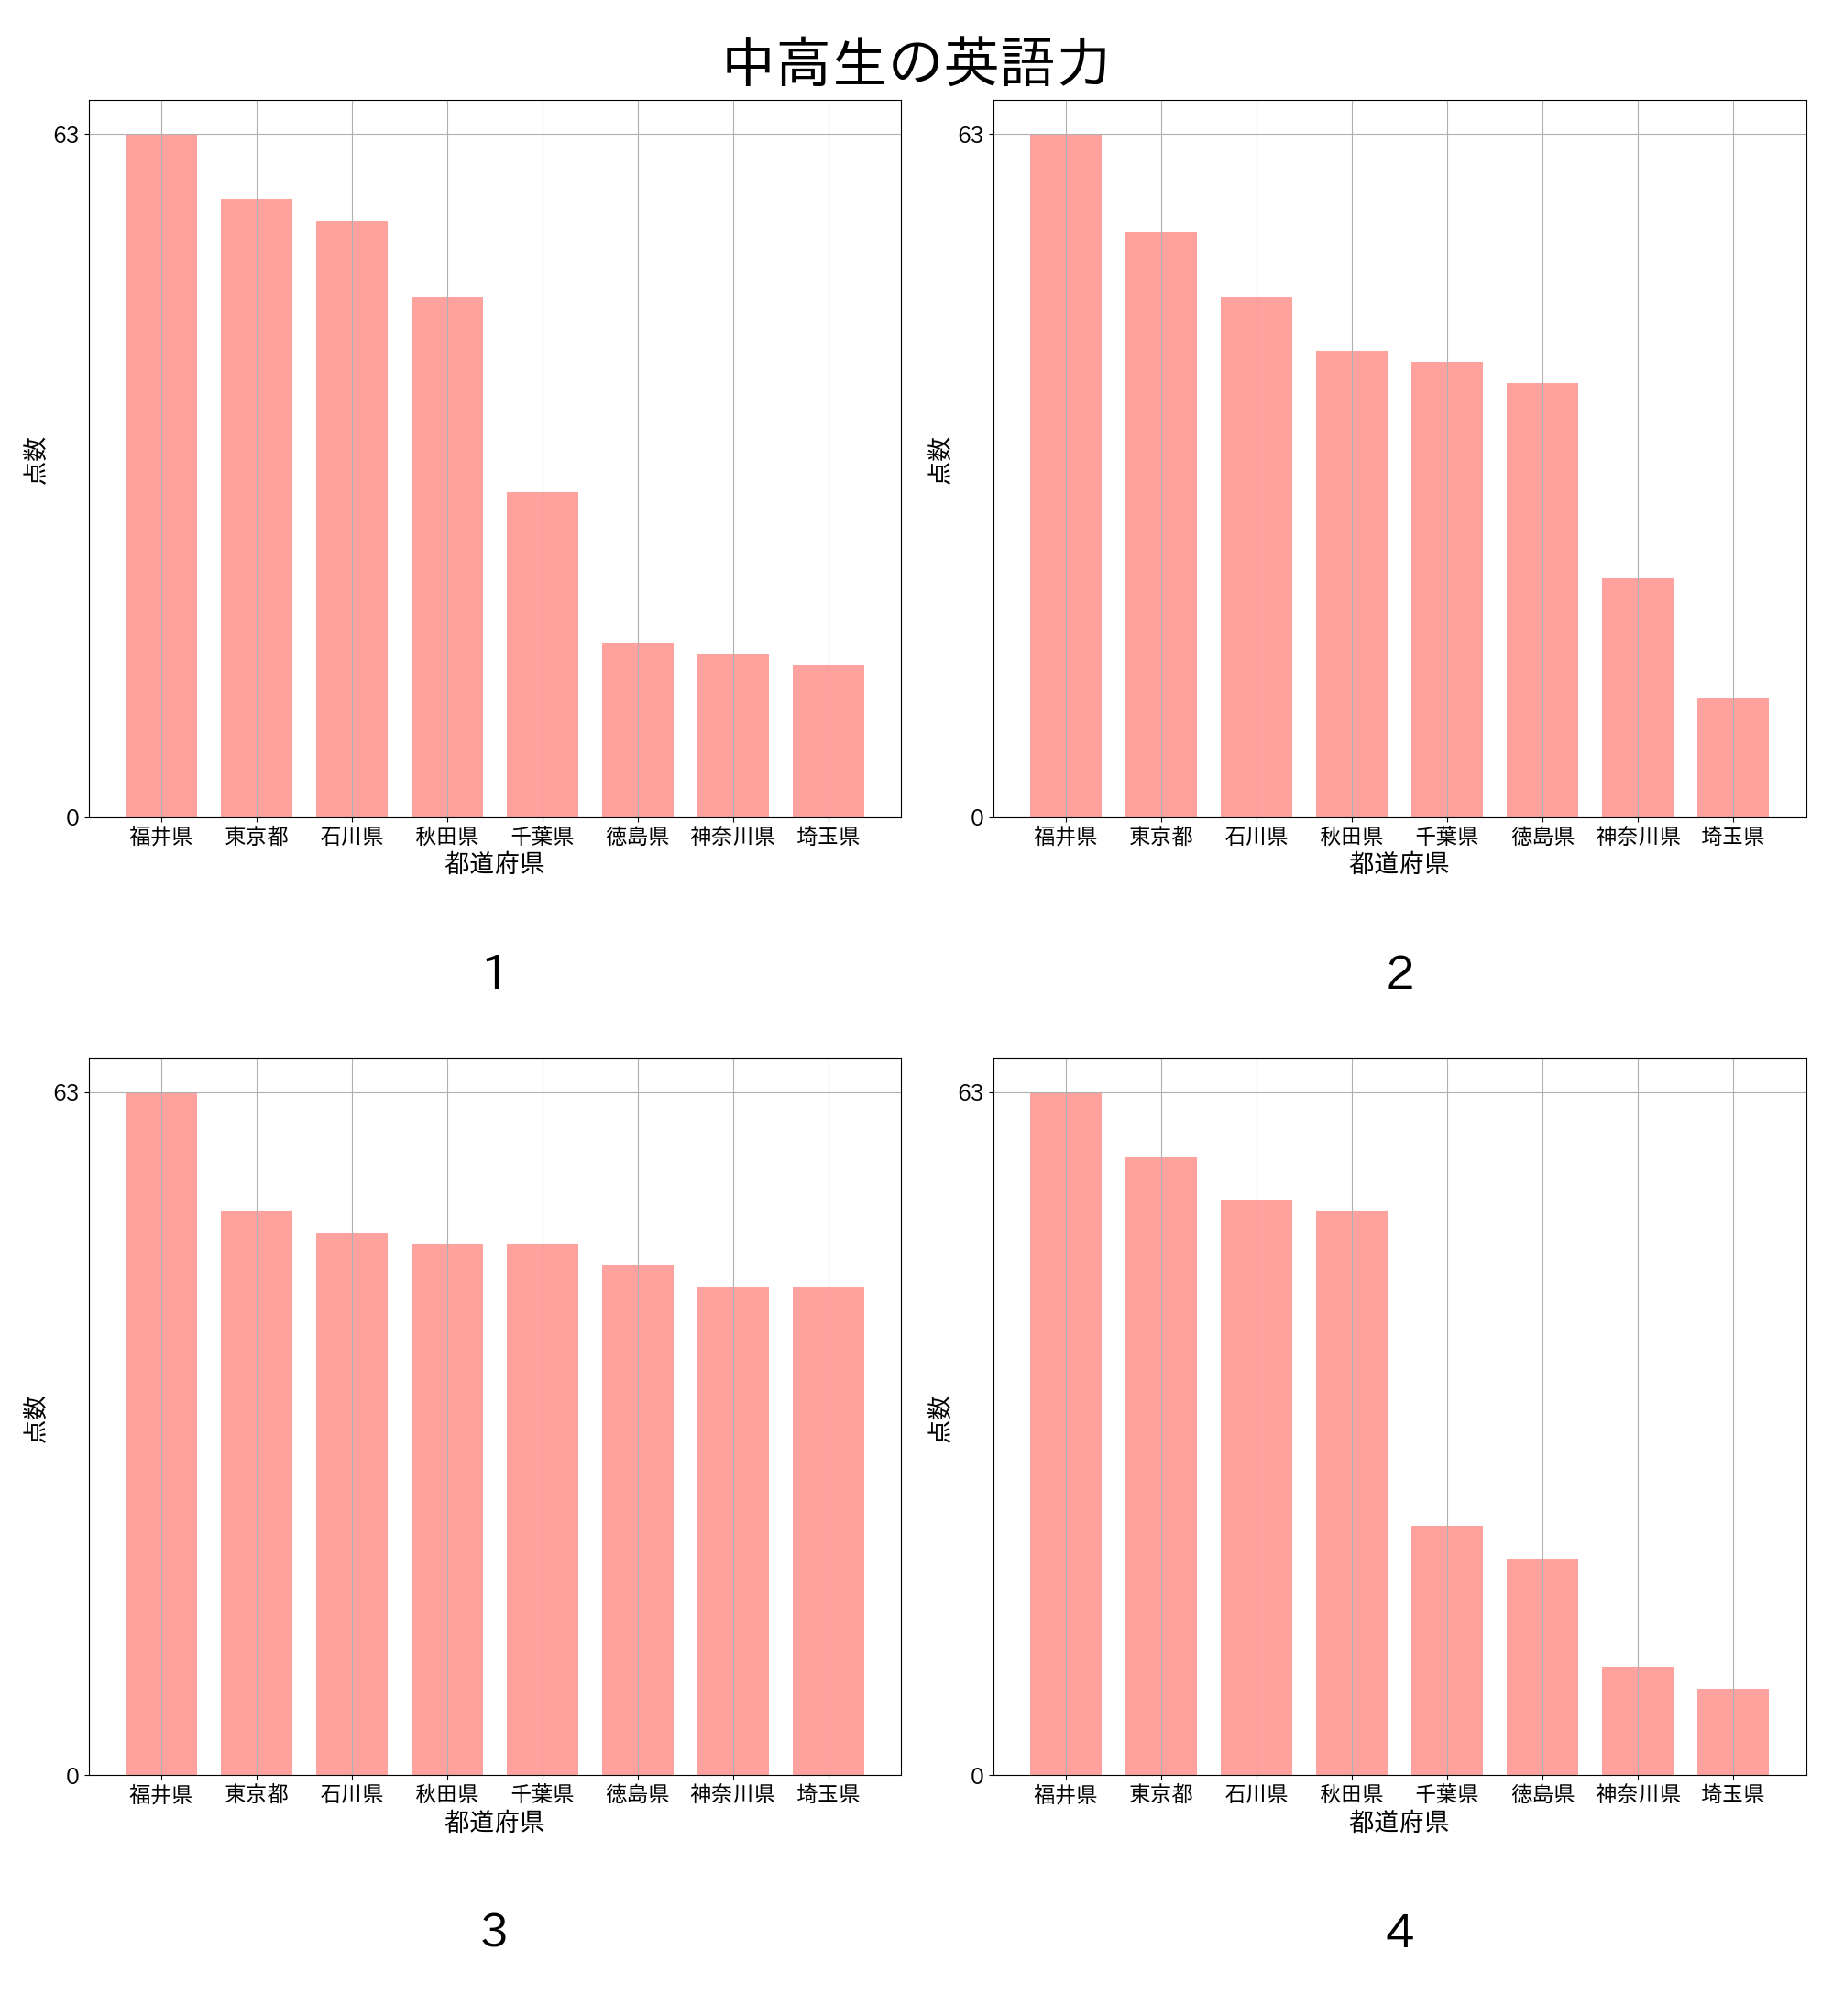 中高生の英語力
63
0
点数
福井県 東京都 石川県 秋田県 千葉県 徳島県 神奈川県 埼玉県
都道府県
1
63
0
点数
福井県 東京都 石川県 秋田県 千葉県 徳島県 神奈川県 埼玉県
都道府県
2
63
0
点数
福井県 東京都 石川県 秋田県 千葉県 徳島県 神奈川県 埼玉県
都道府県
3
63
0
点数
福井県 東京都 石川県 秋田県 千葉県 徳島県 神奈川県 埼玉県
都道府県
4